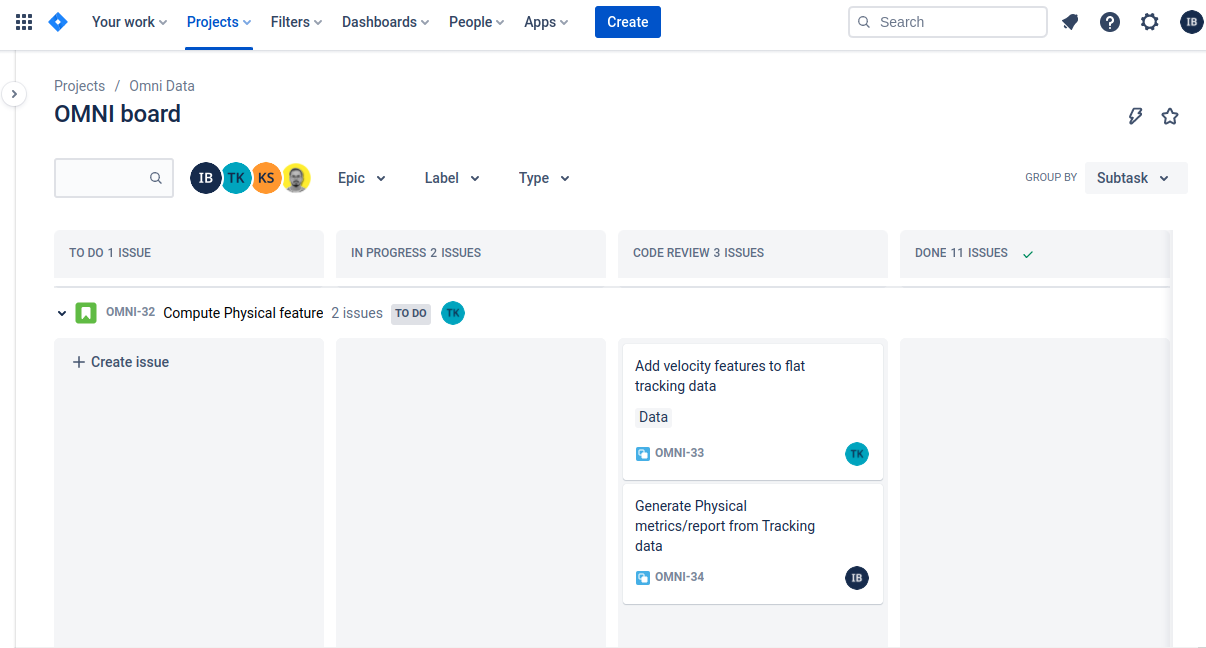 Your work Projects Filters Dashboards People Apps Create Search IB
Projects / Omni Data
OMNI board
IB TK KS Epic Label Type GROUP BY Subtask
TO DO 1 ISSUE IN PROGRESS 2 ISSUES CODE REVIEW 3 ISSUES DONE 11 ISSUES
OMNI-32 Compute Physical feature 2 issues TO DO TK
Create issue
Add velocity features to flat
tracking data
Data
OMNI-33 TK
Generate Physical
metrics/report from Tracking
data
OMNI-34 IB